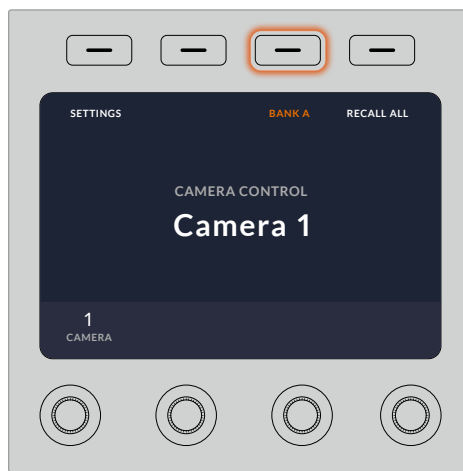 SETTINGS BANK A RECALL ALL
CAMERA CONTROL
Camera 1
1
CAMERA